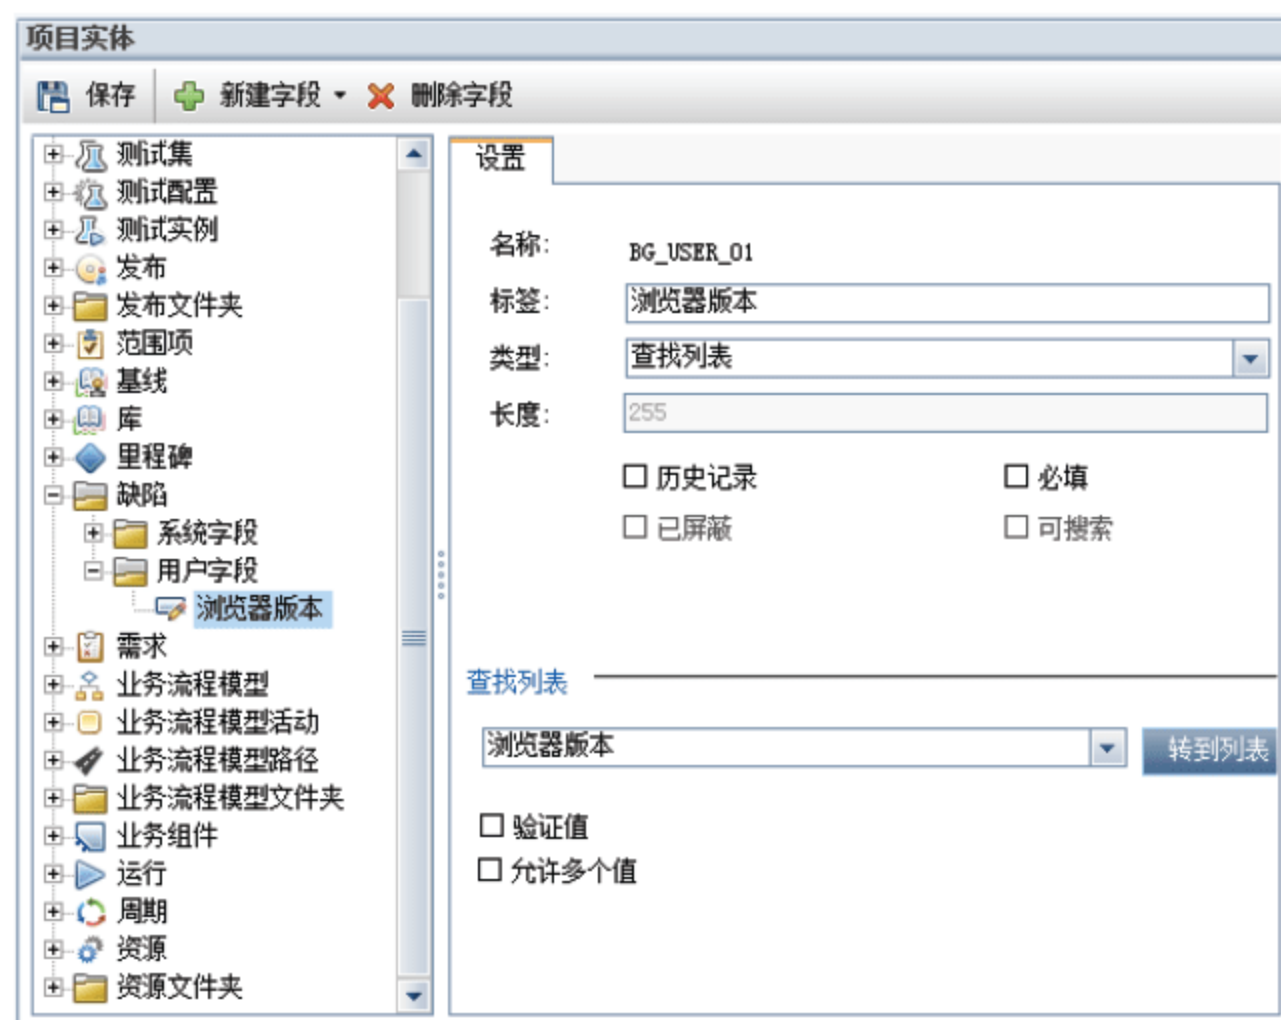 项目实体
保存 新建字段 删除字段
测试集
测试配置
测试实例
发布
发布文件夹
范围项
基线
库
里程碑
缺陷
系统字段
用户字段
浏览器版本
需求
业务流程模型
业务流程模型活动
业务流程模型路径
业务流程模型文件夹
业务组件
运行
周期
资源
资源文件夹
设置
名称: BG_USER_01
标签: 浏览器版本
类型: 查找列表
长度: 255
历史记录 必填
已屏蔽 可搜索
查找列表
浏览器版本 转到列表
验证值
允许多个值